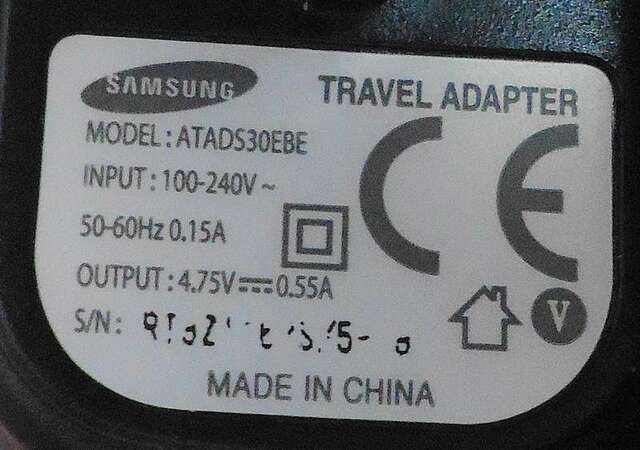 SAMSUNG
TRAVEL ADAPTER
MODEL : ATADS30EBE
INPUT : 100-240V ~
50-60Hz 0.15A
OUTPUT : 4.75V ⎓ 0.55A
CE
S/N :
V
MADE IN CHINA